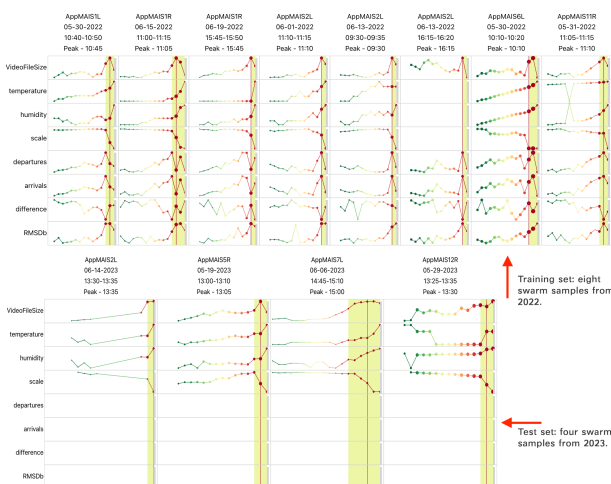 AppMAIS1L AppMAIS1R AppMAIS1R AppMAIS2L AppMAIS2L AppMAIS2L AppMAIS6L AppMAIS11R
05-30-2022 06-15-2022 06-19-2022 06-01-2022 06-13-2022 06-13-2022 05-30-2022 05-31-2022
10:40-10:50 11:00-11:15 15:45-15:50 11:10-11:15 09:30-09:35 16:15-16:20 10:10-10:20 11:05-11:15
Peak - 10:45 Peak - 11:05 Peak - 15:45 Peak - 11:10 Peak - 09:30 Peak - 16:15 Peak - 10:10 Peak - 11:10
VideoFileSize
temperature
humidity
scale
departures
arrivals
difference
RMSDb
AppMAIS2L AppMAIS5R AppMAIS7L AppMAIS12R
06-14-2023 05-19-2023 06-06-2023 05-29-2023
13:30-13:35 13:00-13:10 14:45-15:10 13:25-13:30
Peak - 13:35 Peak - 13:05 Peak - 15:00 Peak - 13:35
Training set: eight
swarm samples from
2022.
VideoFileSize
temperature
humidity
scale
departures
arrivals
difference
RMSDb
Test set: four swarm
samples from 2023.